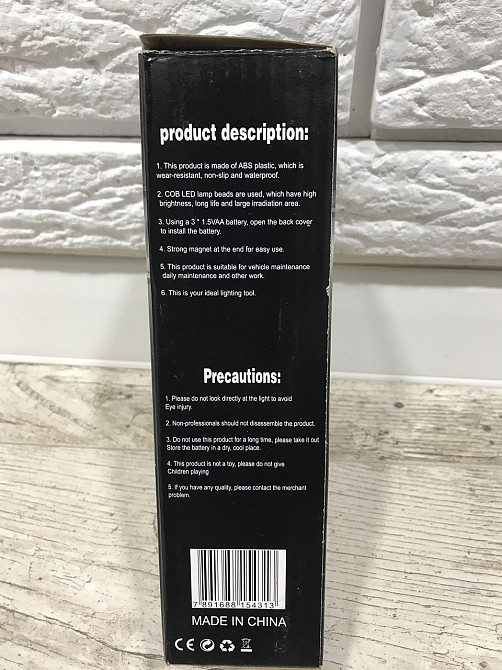 product description:
1. This product is made of ABS plastic, which is
wear-resistant, non-slip and waterproof.
2. COB LED lamp beads are used, which have high
brightness, long life and large irradiation area.
3. Using a 3 * 1.5VAA battery, open the back cover
to install the battery.
4. Strong magnet at the end for easy use.
5. This product is suitable for vehicle maintenance
daily maintenance and other work.
6. This is your ideal lighting tool.
Precautions:
1. Please do not look directly at the light to avoid
Eye injury.
2. Non-professionals should not disassemble the product.
3. Do not use this product for a long time, please take it out
Store the battery in a dry, cool place.
4. This product is not a toy, please do not give
Children playing
5. If you have any quality, please contact the merchant
problem.
7 891688 154313
MADE IN CHINA
CE